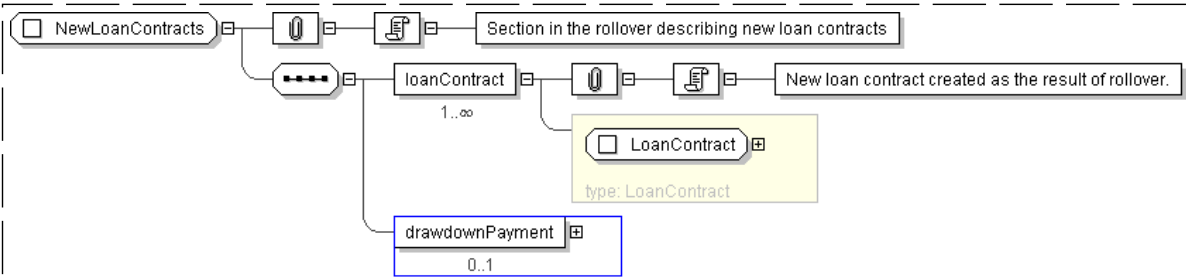 NewLoanContracts
Section in the rollover describing new loan contracts
loanContract
New loan contract created as the result of rollover.
1..∞
LoanContract
type: LoanContract
drawdownPayment
0..1